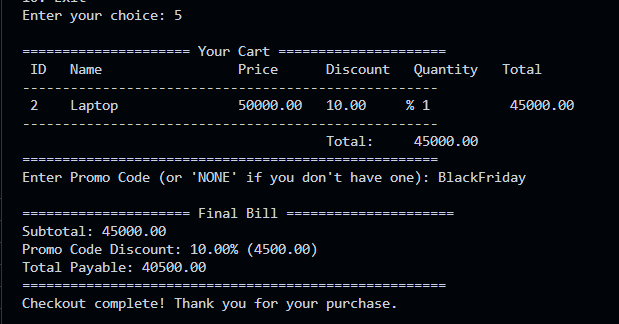 10. Exit
Enter your choice: 5
===================== Your Cart =====================
ID Name Price Discount Quantity Total
----------------------------------------------------
2 Laptop 50000.00 10.00 % 1 45000.00
----------------------------------------------------
Total: 45000.00
====================================================
Enter Promo Code (or 'NONE' if you don't have one): BlackFriday
===================== Final Bill =====================
Subtotal: 45000.00
Promo Code Discount: 10.00% (4500.00)
Total Payable: 40500.00
=====================================================
Checkout complete! Thank you for your purchase.